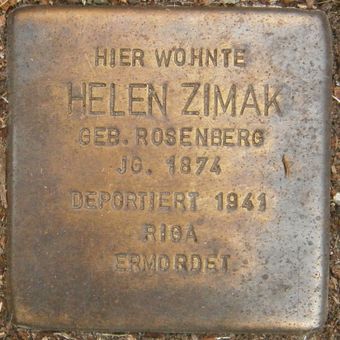 HIER WOHNTE
HELEN ZIMAK
GEB. ROSENBERG
JG. 1874
DEPORTIERT 1941
RIGA
ERMORDET